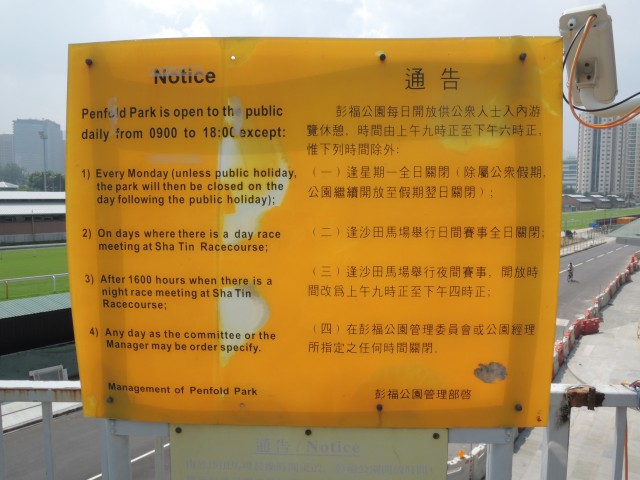 Notice
Penfold Park is open to the public
daily from 0900 to 18:00 except:
1) Every Monday (unless public holiday,
the park will then be closed on the
day following the public holiday);
2) On days where there is a day race
meeting at Sha Tin Racecourse;
3) After 1600 hours when there is a
night race meeting at Sha Tin
Racecourse;
4) Any day as the committee or the
Manager may be order specify.
Management of Penfold Park
通告
彭福公園每日開放供公衆人士入內游
覽休憩，時間由上午九時正至下午六時正，
惟下列時間除外：
（一）逢星期一全日關閉（除屬公衆假期，
公園繼續開放至假期翌日關閉）；
（二）逢沙田馬場舉行日間賽事全日關閉；
（三）逢沙田馬場舉行夜間賽事，開放時
間改爲上午九時正至下午四時正；
（四）在彭福公園管理委員會或公園經理
所指定之任何時間關閉．
彭福公園管理部啓
通告 / Notice